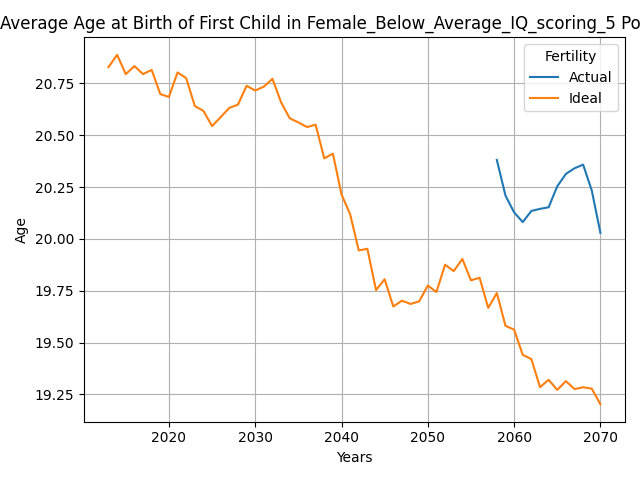 Average Age at Birth of First Child in Female_Below_Average_IQ_scoring_5 Po
Fertility
Actual
Ideal
20.75
20.50
20.25
20.00
19.75
19.50
19.25
Age
2020 2030 2040 2050 2060 2070
Years